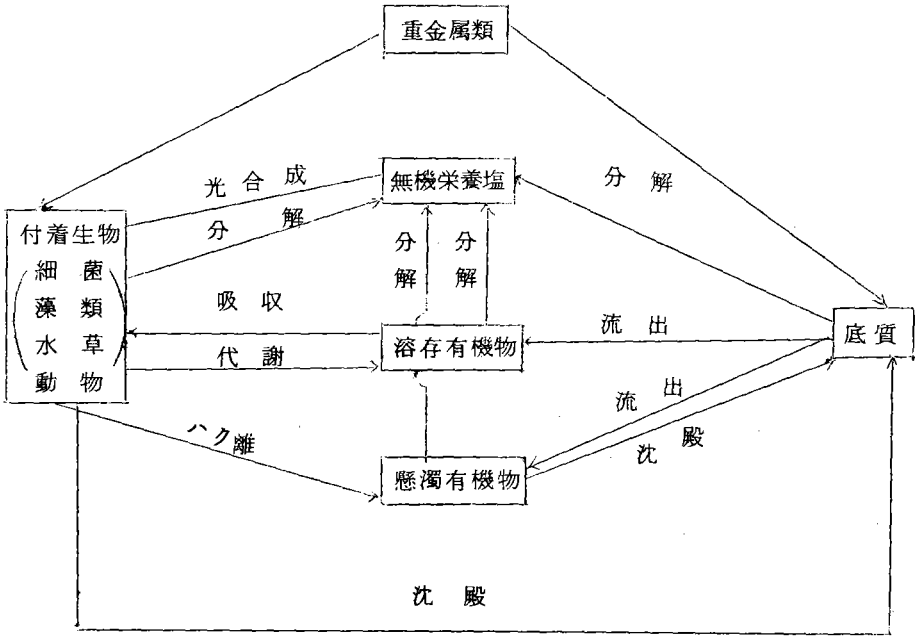 重金属類
光合成
無機栄養塩
分解
分解
付着生物
細菌
藻類
水草
動物
分解
分解
吸収
代謝
溶存有機物
流出
底質
流出
沈殿
ハク離
懸濁有機物
沈殿